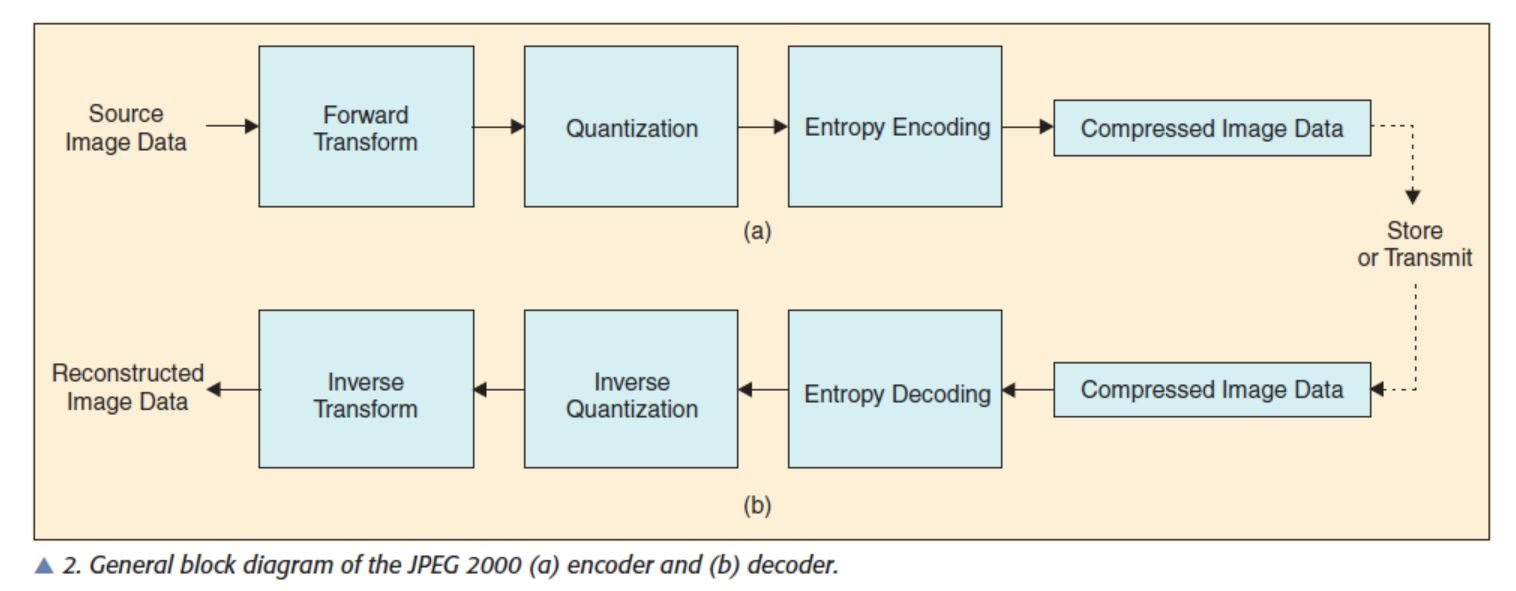 Source
Image Data
Forward
Transform
Quantization
Entropy Encoding
Compressed Image Data
(a)
Store
or Transmit
Reconstructed
Image Data
Inverse
Transform
Inverse
Quantization
Entropy Decoding
Compressed Image Data
(b)
▲ 2. General block diagram of the JPEG 2000 (a) encoder and (b) decoder.